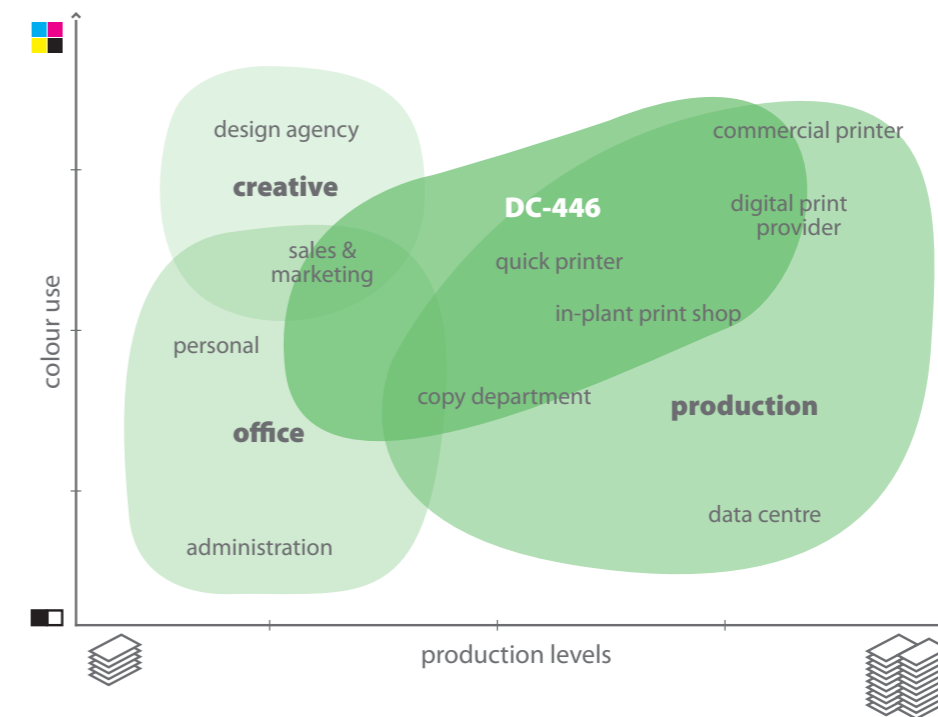 design agency
creative
sales &
marketing
personal
office
administration
DC-446
quick printer
in-plant print shop
copy department
commercial printer
digital print
provider
production
data centre
colour use
production levels